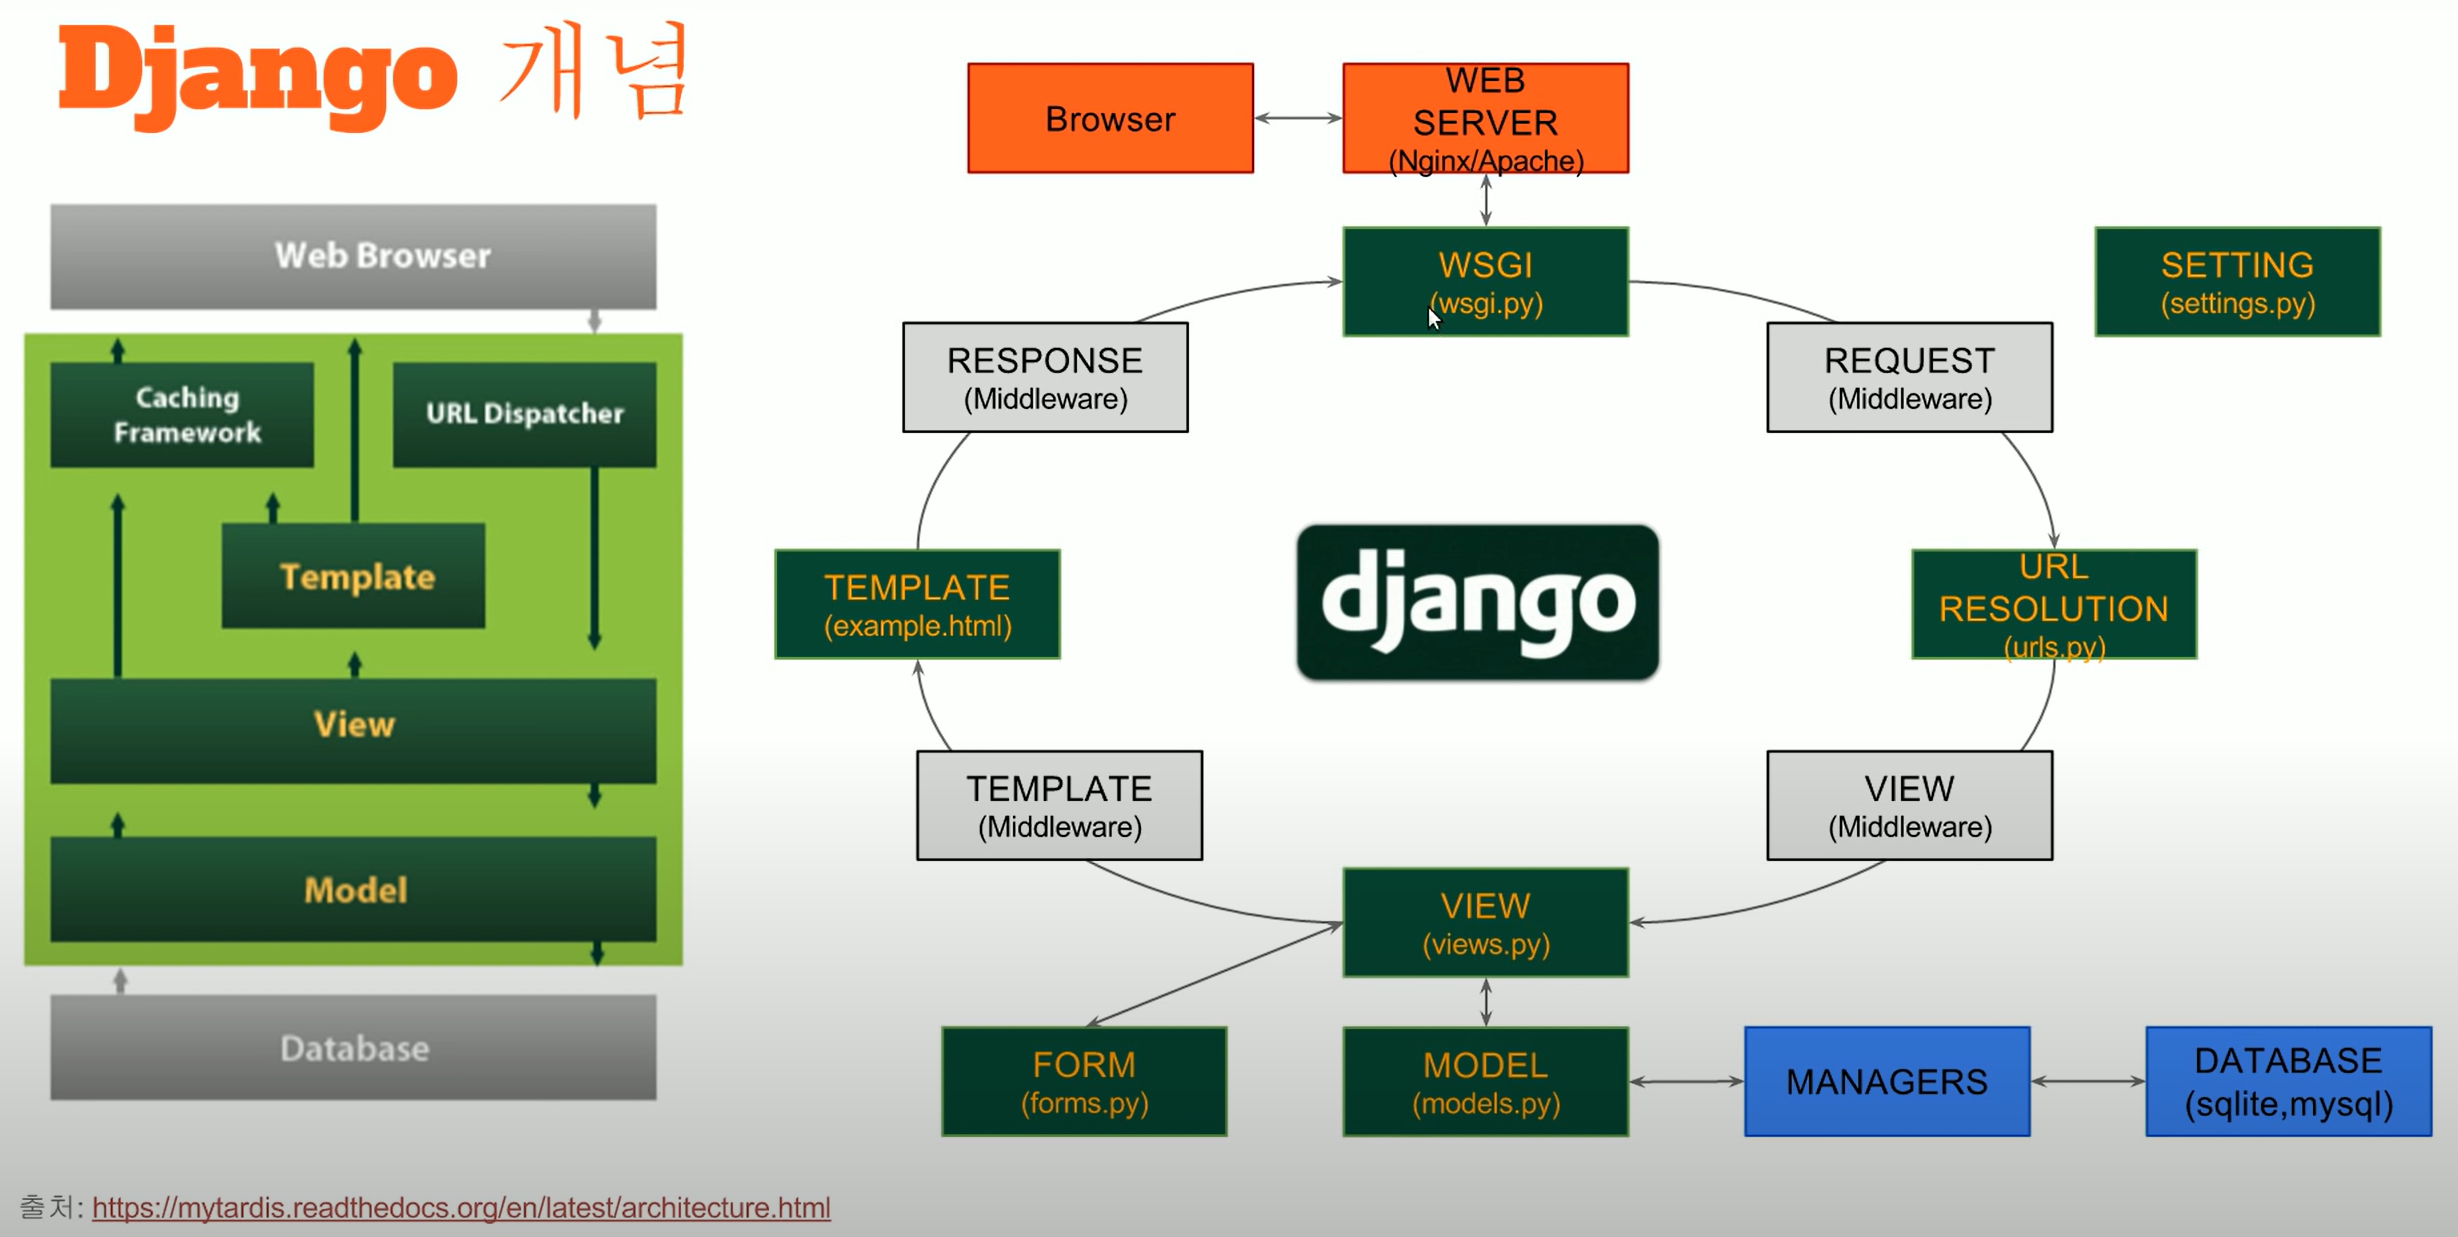 Django 개념
Web Browser
Caching
Framework
URL Dispatcher
Template
View
Model
Database
Browser
WEB
SERVER
(Nginx/Apache)
WSGI
(wsgi.py)
SETTING
(settings.py)
RESPONSE
(Middleware)
REQUEST
(Middleware)
TEMPLATE
(example.html)
django
URL
RESOLUTION
(urls.py)
TEMPLATE
(Middleware)
VIEW
(Middleware)
VIEW
(views.py)
FORM
(forms.py)
MODEL
(models.py)
MANAGERS
DATABASE
(sqlite,mysql)
출처: https://mytardis.readthedocs.org/en/latest/architecture.html